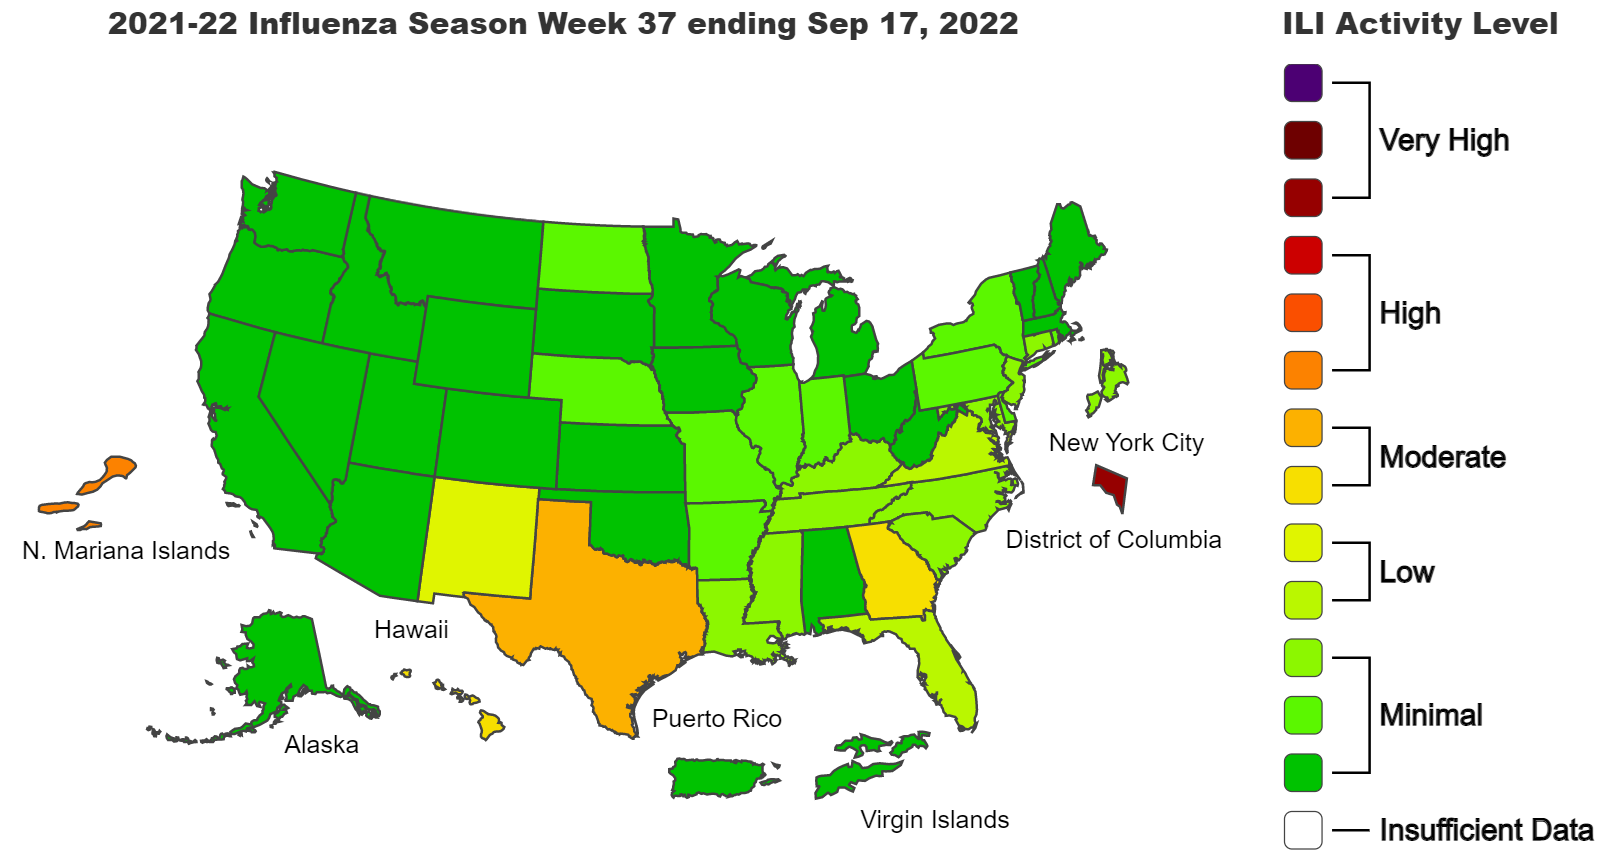 2021-22 Influenza Season Week 37 ending Sep 17, 2022
ILI Activity Level
Very High
High
Moderate
Low
Minimal
Insufficient Data
New York City
District of Columbia
N. Mariana Islands
Hawaii
Alaska
Puerto Rico
Virgin Islands